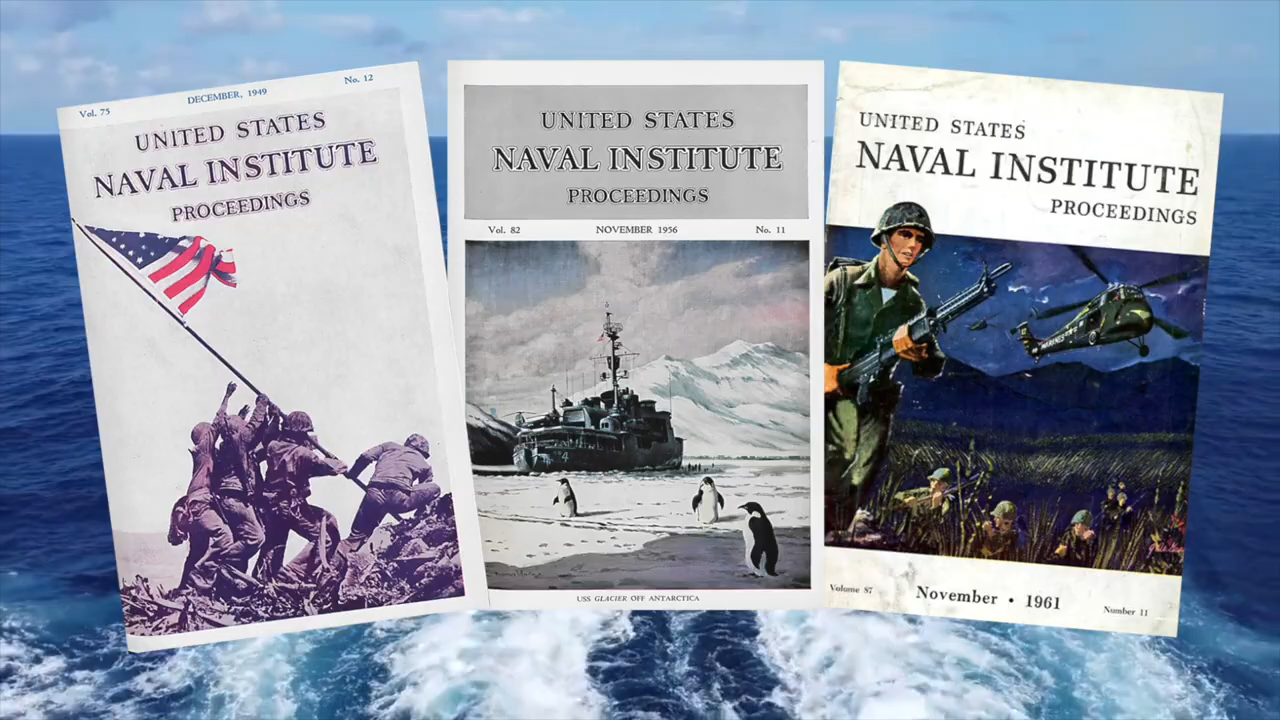 Vol. 75
DECEMBER, 1949
No. 12
UNITED STATES
NAVAL INSTITUTE
PROCEEDINGS
UNITED STATES
NAVAL INSTITUTE
PROCEEDINGS
Vol. 82
NOVEMBER 1956
No. 11
4
USS GLACIER OFF ANTARCTICA
UNITED STATES
NAVAL INSTITUTE
PROCEEDINGS
MARINES
Volume 87
November • 1961
Number 11